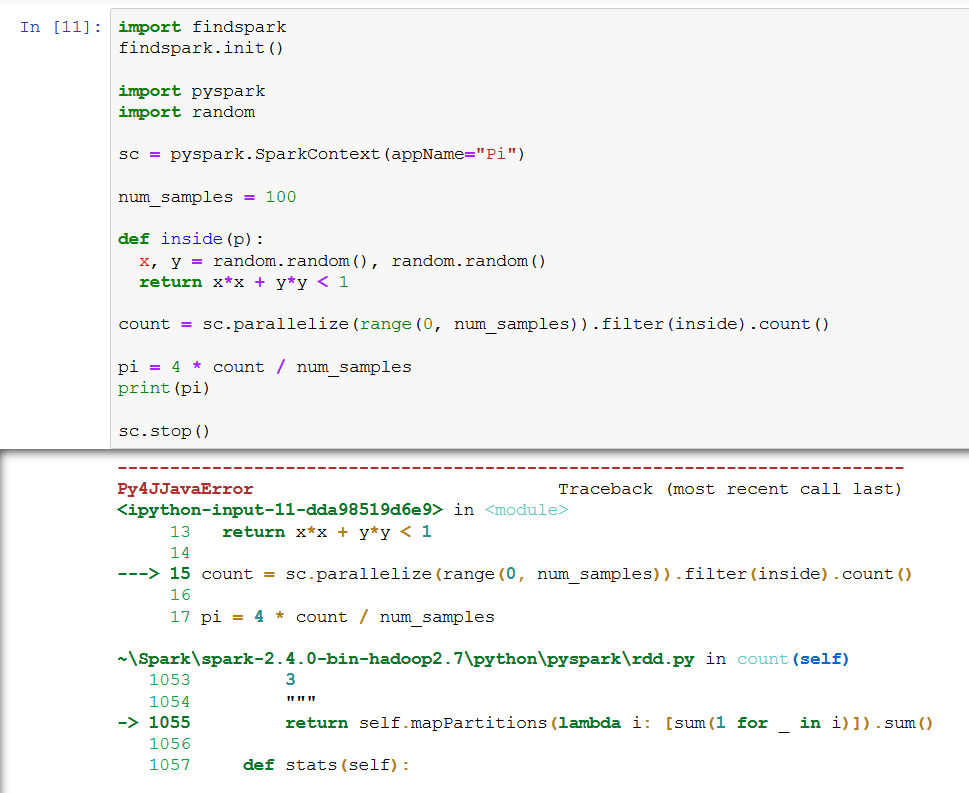 In [11]: import findspark
findspark.init()
import pyspark
import random
sc = pyspark.SparkContext(appName="Pi")
num_samples = 100
def inside(p):
  x, y = random.random(), random.random()
  return x*x + y*y < 1
count = sc.parallelize(range(0, num_samples)).filter(inside).count()
pi = 4 * count / num_samples
print(pi)
sc.stop()
---------------------------------------------------------------------------
Py4JJavaError                             Traceback (most recent call last)
<ipython-input-11-dda98519d6e9> in <module>
     13   return x*x + y*y < 1
     14
---> 15 count = sc.parallelize(range(0, num_samples)).filter(inside).count()
     16
     17 pi = 4 * count / num_samples
~\Spark\spark-2.4.0-bin-hadoop2.7\python\pyspark\rdd.py in count(self)
   1053         3
   1054         """
-> 1055         return self.mapPartitions(lambda i: [sum(1 for _ in i)]).sum()
   1056
   1057     def stats(self):